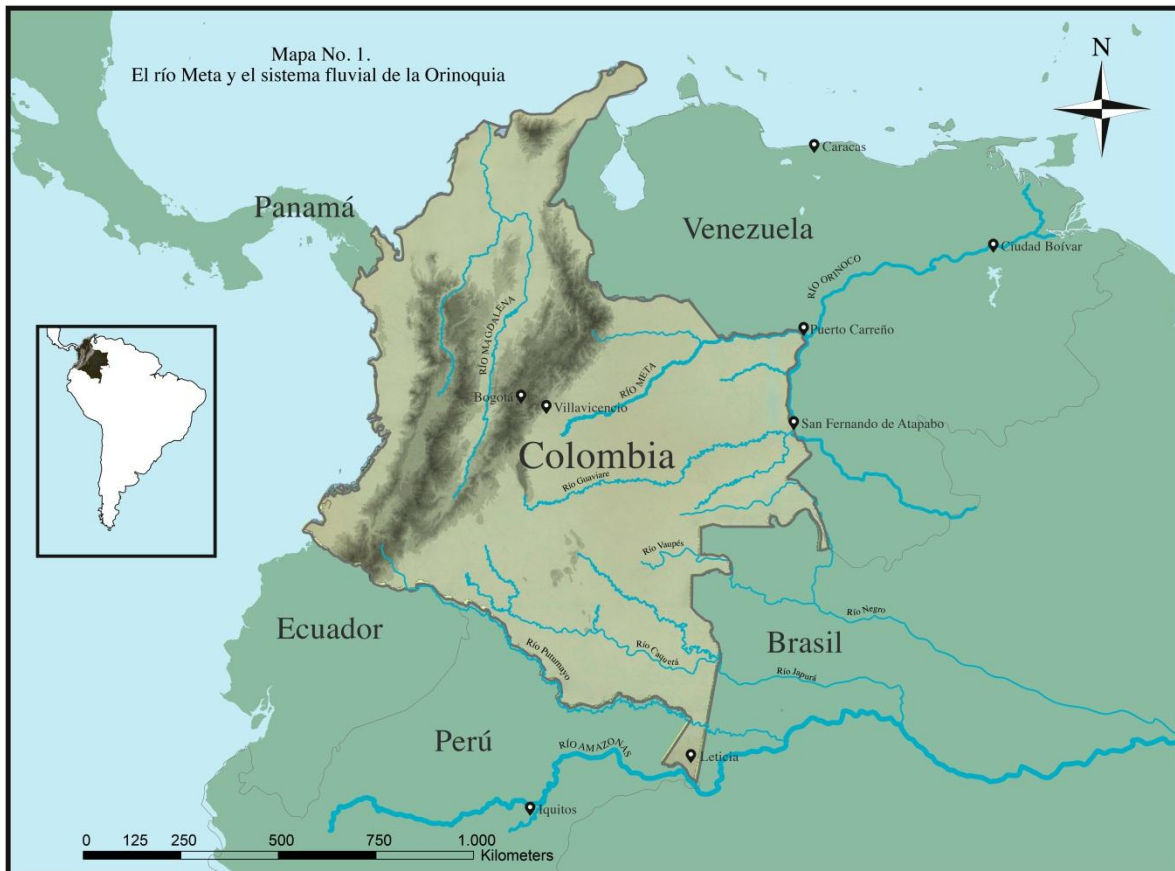 Mapa No. 1.
El río Meta y el sistema fluvial de la Orinoquia
N
Caracas
Panamá
Venezuela
Ciudad Boívar
RÍO ORINOCO
Puerto Carreño
RÍO MAGDALENA
RÍO META
Bogotá
Villavicencio
San Fernando de Atapabo
Colombia
Río Guaviare
Río Vaupés
Río Negro
Ecuador
Brasil
Río Caquetá
Río Putumayo
Río Japurá
Perú
RÍO AMAZONAS
Leticia
Iquitos
0 125 250 500 750 1.000
Kilometers